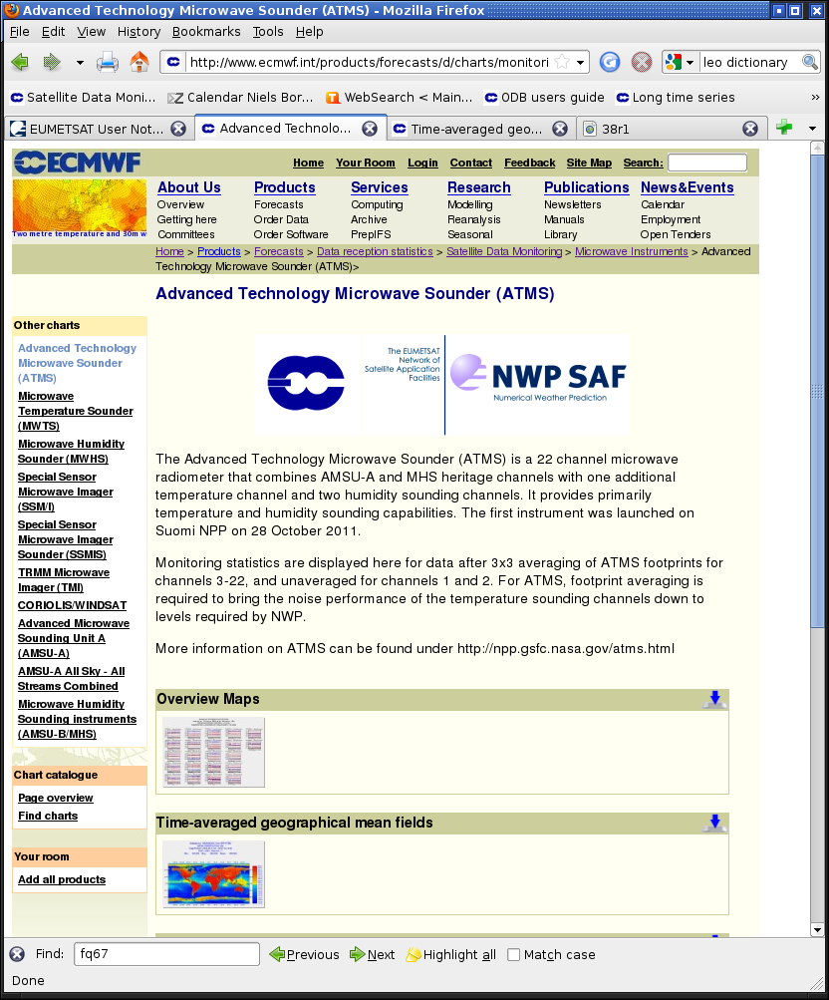 Advanced Technology Microwave Sounder (ATMS) - Mozilla Firefox
File Edit View History Bookmarks Tools Help
http://www.ecmwf.int/products/forecasts/d/charts/monitori
leo dictionary
Satellite Data Moni...
Calendar Niels Bor...
WebSearch < Main...
ODB users guide
Long time series
»
EUMETSAT User Not...
Advanced Technolo...
Time-averaged geo...
38r1
ECMWF
Home Your Room Login Contact Feedback Site Map Search:
About Us Products Services Research Publications News&Events
Overview Forecasts Computing Modelling Newsletters Calendar
Getting here Order Data Archive Reanalysis Manuals Employment
Committees Order Software PrepIFS Seasonal Library Open Tenders
Two metre temperature and 30m w
Home > Products > Forecasts > Data reception statistics > Satellite Data Monitoring > Microwave Instruments > Advanced
Technology Microwave Sounder (ATMS)>
Advanced Technology Microwave Sounder (ATMS)
Other charts
Advanced Technology
Microwave Sounder
(ATMS)
Microwave
Temperature Sounder
(MWTS)
Microwave Humidity
Sounder (MWHS)
Special Sensor
Microwave Imager
(SSM/I)
Special Sensor
Microwave Imager
Sounder (SSMIS)
TRMM Microwave
Imager (TMI)
CORIOLIS/WINDSAT
Advanced Microwave
Sounding Unit A
(AMSU-A)
AMSU-A All Sky - All
Streams Combined
Microwave Humidity
Sounding instruments
(AMSU-B/MHS)
Chart catalogue
Page overview
Find charts
Your room
Add all products
The EUMETSAT
Network of
Satellite Application
Facilities
NWP SAF
Numerical Weather Prediction
The Advanced Technology Microwave Sounder (ATMS) is a 22 channel microwave
radiometer that combines AMSU-A and MHS heritage channels with one additional
temperature channel and two humidity sounding channels. It provides primarily
temperature and humidity sounding capabilities. The first instrument was launched on
Suomi NPP on 28 October 2011.
Monitoring statistics are displayed here for data after 3x3 averaging of ATMS footprints for
channels 3-22, and unaveraged for channels 1 and 2. For ATMS, footprint averaging is
required to bring the noise performance of the temperature sounding channels down to
levels required by NWP.
More information on ATMS can be found under http://npp.gsfc.nasa.gov/atms.html
Overview Maps
Time-averaged geographical mean fields
Find: fq67 Previous Next Highlight all Match case
Done